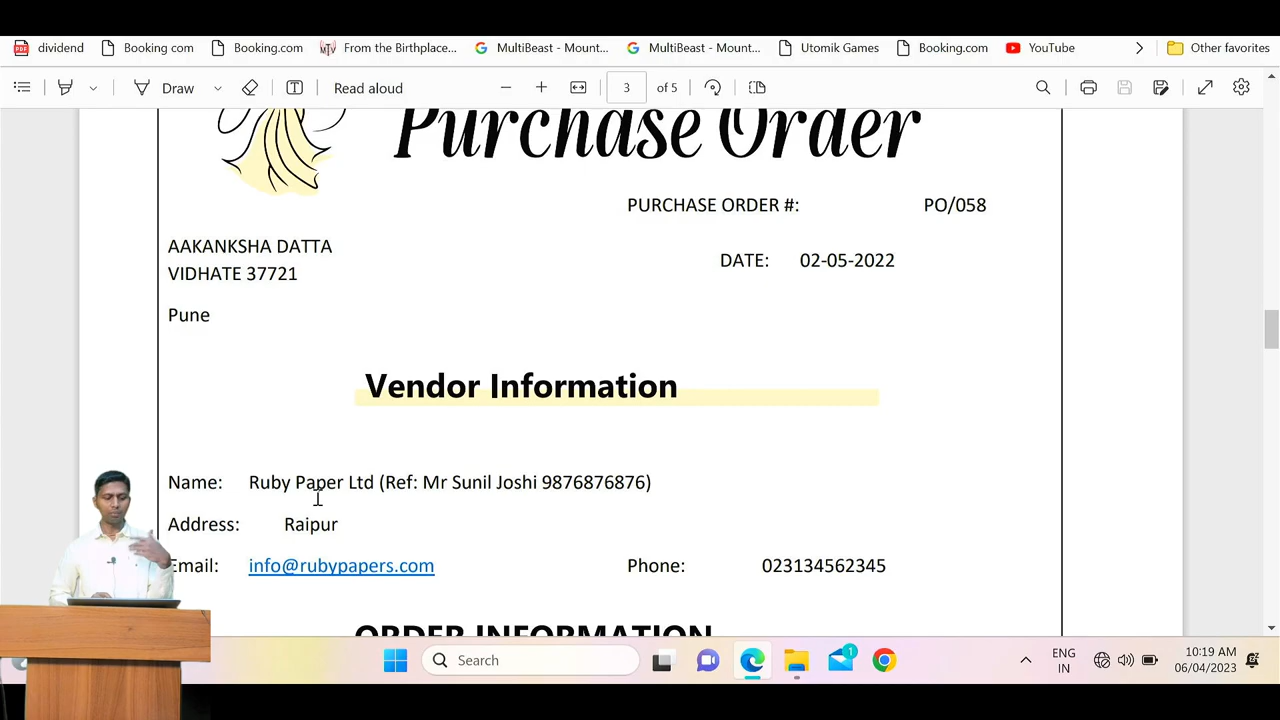 dividend Booking.com Booking.com From the Birthplace... MultiBeast - Mount... MultiBeast - Mount... Utomik Games Booking.com YouTube Other favorites
Draw Read aloud 3 of 5
Purchase Order
PURCHASE ORDER #: PO/058
AAKANKSHA DATTA
VIDHATE 37721
DATE: 02-05-2022
Pune
Vendor Information
Name: Ruby Paper Ltd (Ref: Mr Sunil Joshi 9876876876)
Address: Raipur
Email: info@rubypapers.com Phone: 023134562345
ORDER INFORMATION
Search ENG 10:19 AM
IN 06/04/2023